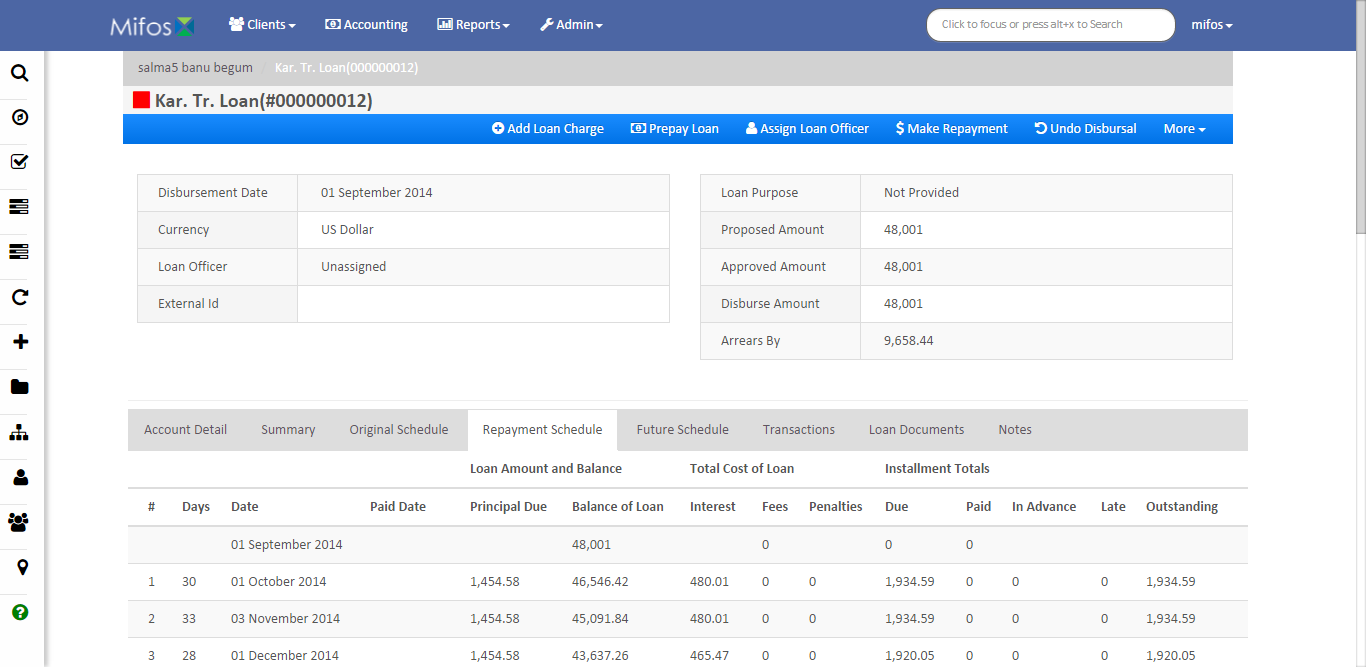 Mifos Clients Accounting Reports Admin Click to focus or press alt+x to Search mifos
salma5 banu begum / Kar. Tr. Loan(000000012)
Kar. Tr. Loan(#000000012)
Add Loan Charge Prepay Loan Assign Loan Officer $ Make Repayment Undo Disbursal More
Disbursement Date 01 September 2014
Currency US Dollar
Loan Officer Unassigned
External Id
Loan Purpose Not Provided
Proposed Amount 48,001
Approved Amount 48,001
Disburse Amount 48,001
Arrears By 9,658.44
Account Detail Summary Original Schedule Repayment Schedule Future Schedule Transactions Loan Documents Notes
Loan Amount and Balance Total Cost of Loan Installment Totals
# Days Date Paid Date Principal Due Balance of Loan Interest Fees Penalties Due Paid In Advance Late Outstanding
01 September 2014 48,001 0 0 0
1 30 01 October 2014 1,454.58 46,546.42 480.01 0 0 1,934.59 0 0 0 1,934.59
2 33 03 November 2014 1,454.58 45,091.84 480.01 0 0 1,934.59 0 0 0 1,934.59
3 28 01 December 2014 1,454.58 43,637.26 465.47 0 0 1,920.05 0 0 0 1,920.05